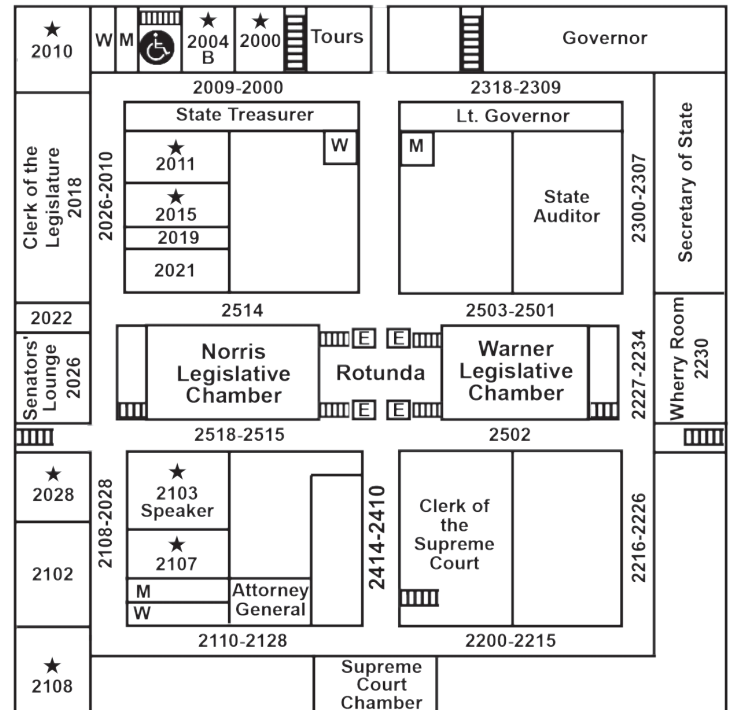 ★
2010
W
M
★
2004
B
★
2000
Tours
Governor
2009-2000
2318-2309
Clerk of the
Legislature
2018
2026-2010
State Treasurer
★
2011
★
2015
2019
2021
W
Lt. Governor
M
State
Auditor
2300-2307
Secretary of State
2514
2503-2501
2022
Senators'
Lounge
2026
Norris
Legislative
Chamber
E
E
Rotunda
E
E
Warner
Legislative
Chamber
2227-2234
Wherry Room
2230
2518-2515
2502
★
2028
2102
★
2108
2108-2028
★
2103
Speaker
★
2107
M
W
Attorney
General
2414-2410
Clerk of
the
Supreme
Court
2216-2226
2110-2128
2200-2215
Supreme
Court
Chamber